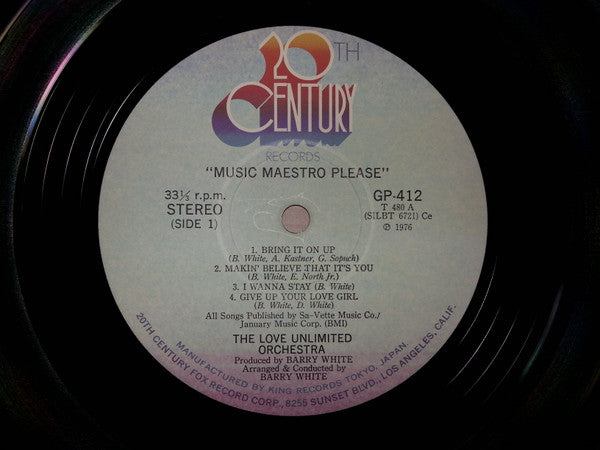 20TH
CENTURY
RECORDS
"MUSIC MAESTRO PLEASE"
33⅓ r.p.m.
STEREO
(SIDE 1)
GP-412
T 480 A
(SILBT 6721) Ce
℗ 1976
1. BRING IT ON UP
(B. White, A. Kastner, G. Sopuch)
2. MAKIN' BELIEVE THAT IT'S YOU
(B. White, E. North Jr.)
3. I WANNA STAY (B. White)
4. GIVE UP YOUR LOVE GIRL
(B. White, D. White)
All Songs Published by Sa-Vette Music Co./
January Music Corp. (BMI)
THE LOVE UNLIMITED
ORCHESTRA
Produced by BARRY WHITE
Arranged & Conducted by
BARRY WHITE
MANUFACTURED BY KING RECORDS TOKYO, JAPAN.
20TH CENTURY FOX RECORD CORP., 8255 SUNSET BLVD., LOS ANGELES, CALIF.